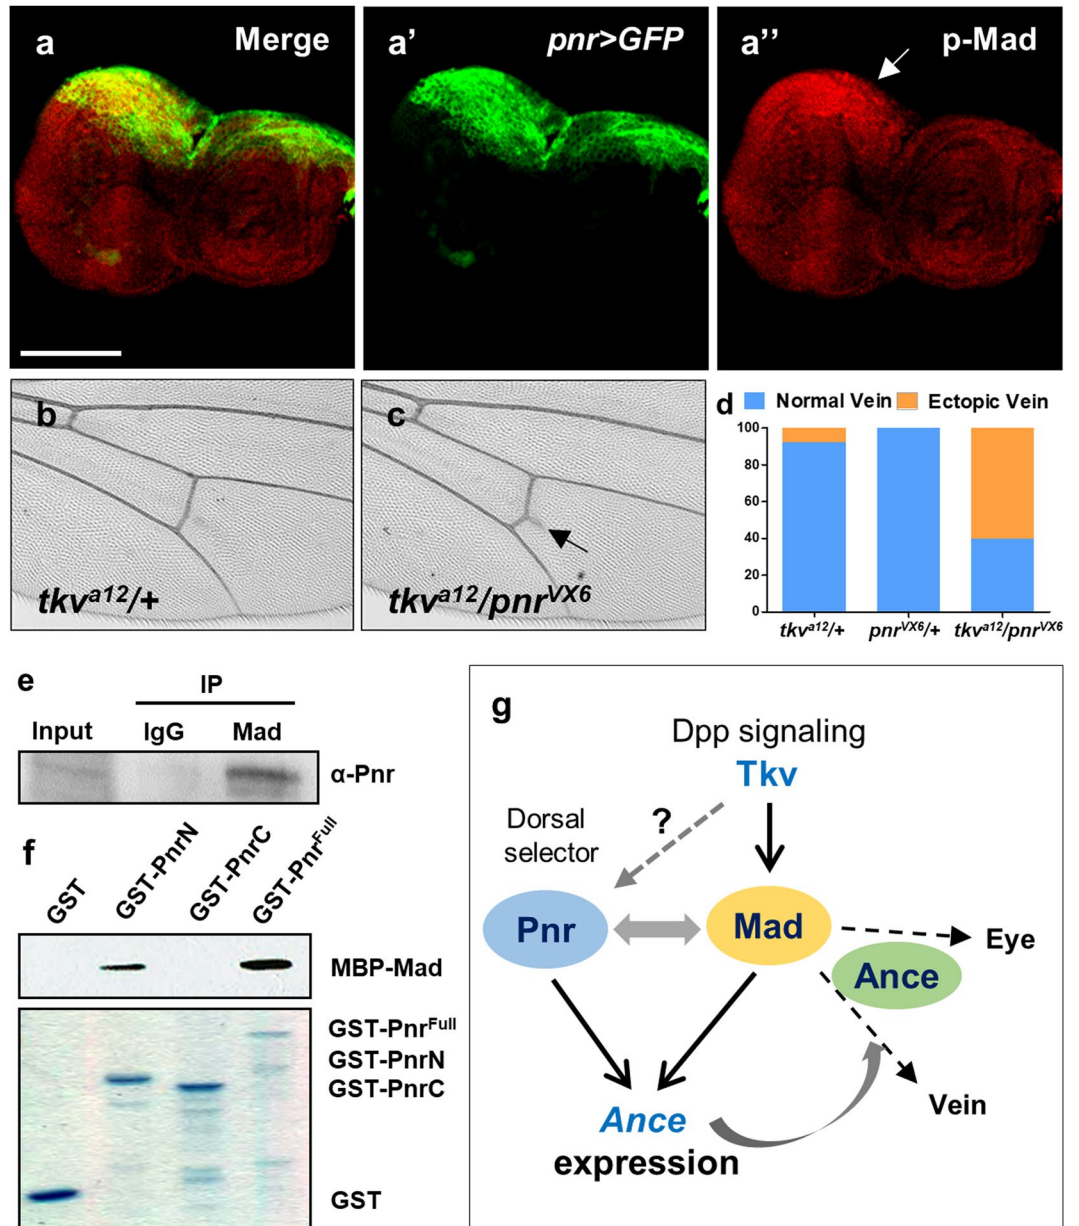 a
Merge
a'
pnr>GFP
a''
p-Mad
b
tkv^a12/+
c
tkv^a12/pnr^VX6
d
Normal Vein
Ectopic Vein
100
80
60
40
20
0
tkv^a12/+
pnr^VX6/+
tkv^a12/pnr^VX6
e
IP
Input
IgG
Mad
α-Pnr
f
GST
GST-PnrN
GST-PnrC
GST-Pnr^Full
MBP-Mad
GST-Pnr^Full
GST-PnrN
GST-PnrC
GST
g
Dpp signaling
Tkv
?
Dorsal
selector
Pnr
Mad
Eye
Ance
Vein
Ance
expression